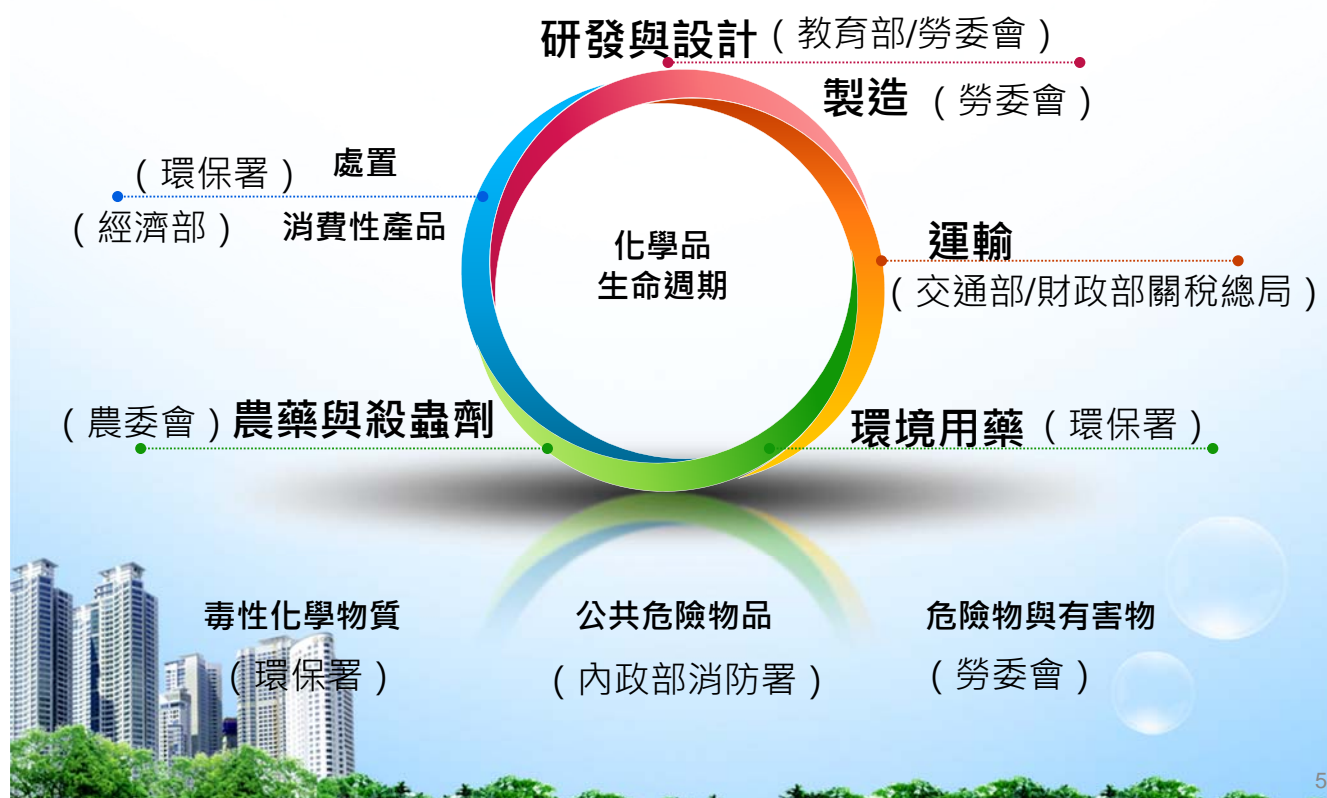 研發與設計（教育部/勞委會）
製造（勞委會）
（環保署） 處置
（經濟部） 消費性產品
化學品
生命週期
運輸
（交通部/財政部關稅總局）
（農委會）農藥與殺蟲劑
環境用藥（環保署）
毒性化學物質
（環保署）
公共危險物品
（內政部消防署）
危險物與有害物
（勞委會）
5